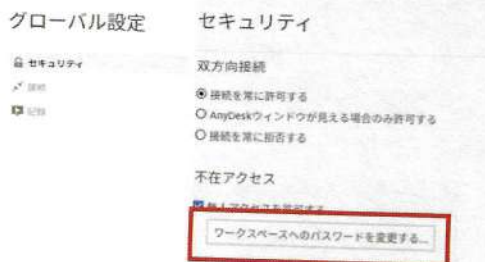 グローバル設定
セキュリティ
接続
記録
セキュリティ
双方向接続
接続を常に許可する
AnyDeskウィンドウが見える場合のみ許可する
接続を常に拒否する
不在アクセス
ワークスペースへのパスワードを変更する...